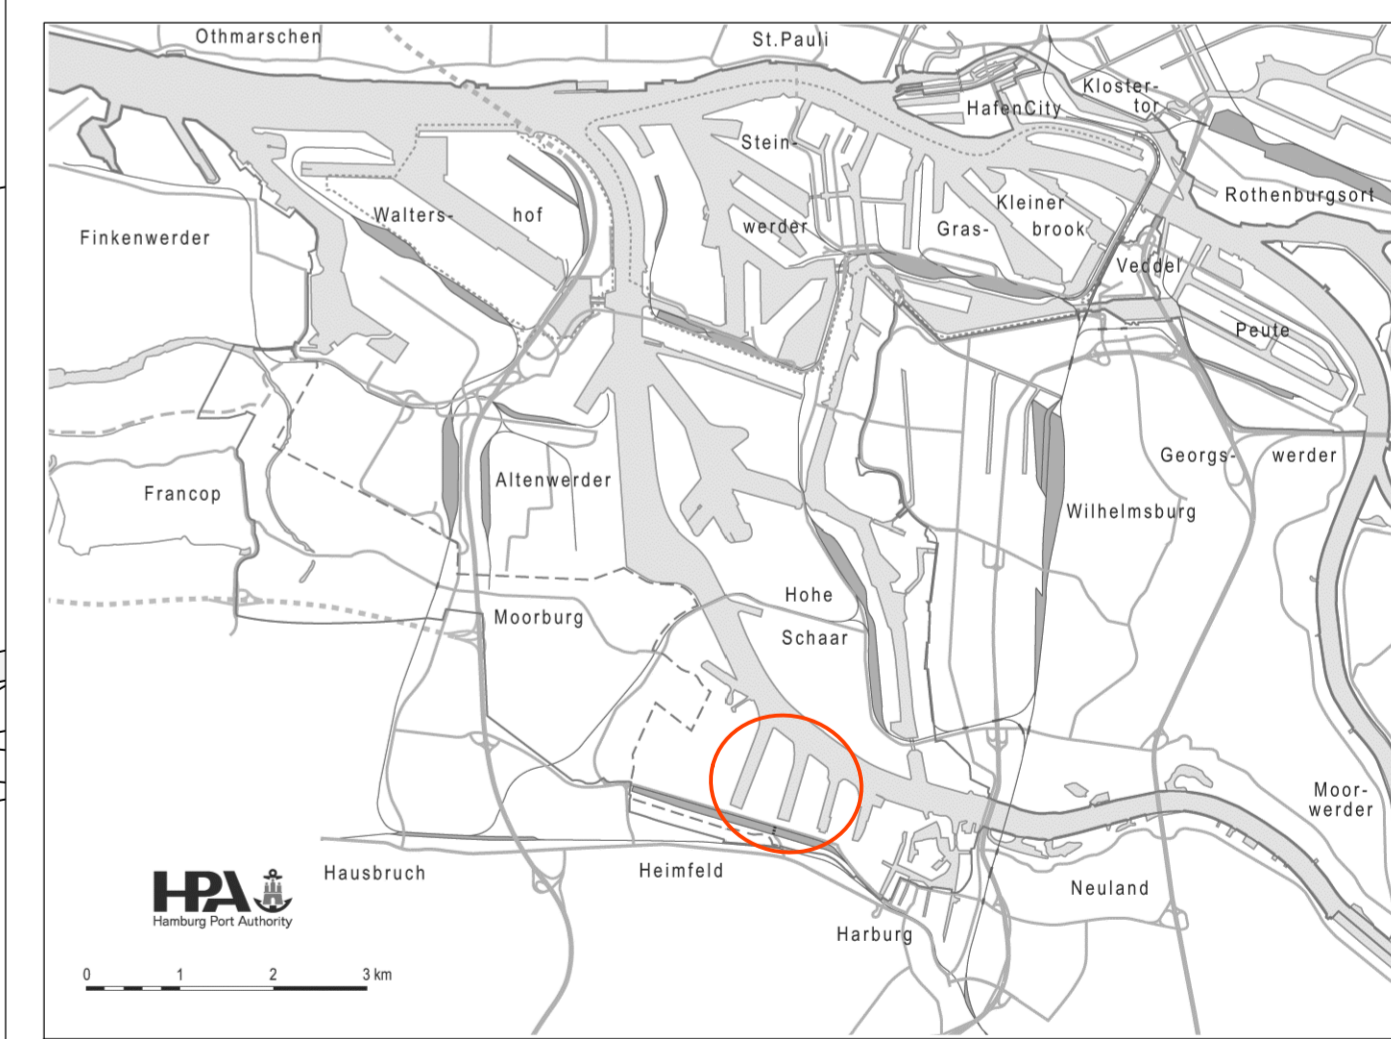 Othmarschen
St.Pauli
Kloster-
tor
HafenCity
Stein-
werder
Rothenburgsort
Kleiner
Gras-
brook
Walters-
hof
Finkenwerder
Veddel
Peute
Georgs-
werder
Altenwerder
Francop
Wilhelmsburg
Hohe
Schaar
Moorburg
Moor-
werder
Hausbruch
Heimfeld
Neuland
Harburg
HPA
Hamburg Port Authority
0 1 2 3 km